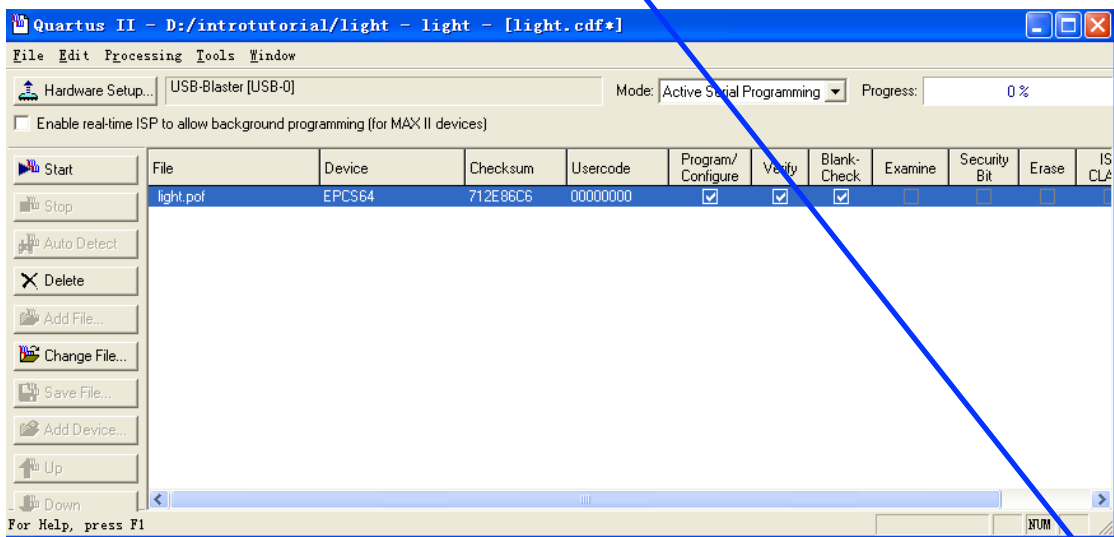 Quartus II - D:/introtutorial/light - light - [light.cdf*]
File Edit Processing Tools Window
Hardware Setup... USB-Blaster [USB-0] Mode: Active Serial Programming Progress: 0 %
Enable real-time ISP to allow background programming (for MAX II devices)
Start
Stop
Auto Detect
Delete
Add File...
Change File...
Save File...
Add Device...
Up
Down
File Device Checksum Usercode Program/ Configure Verify Blank- Check Examine Security Bit Erase IS CLA
light.pof EPCS64 712E86C6 00000000
For Help, press F1 NUM